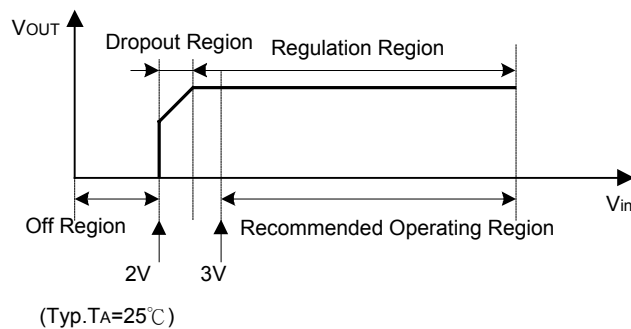 VOUT
Dropout Region
Regulation Region
Off Region
Recommended Operating Region
Vin
2V
3V
(Typ.TA=25℃)